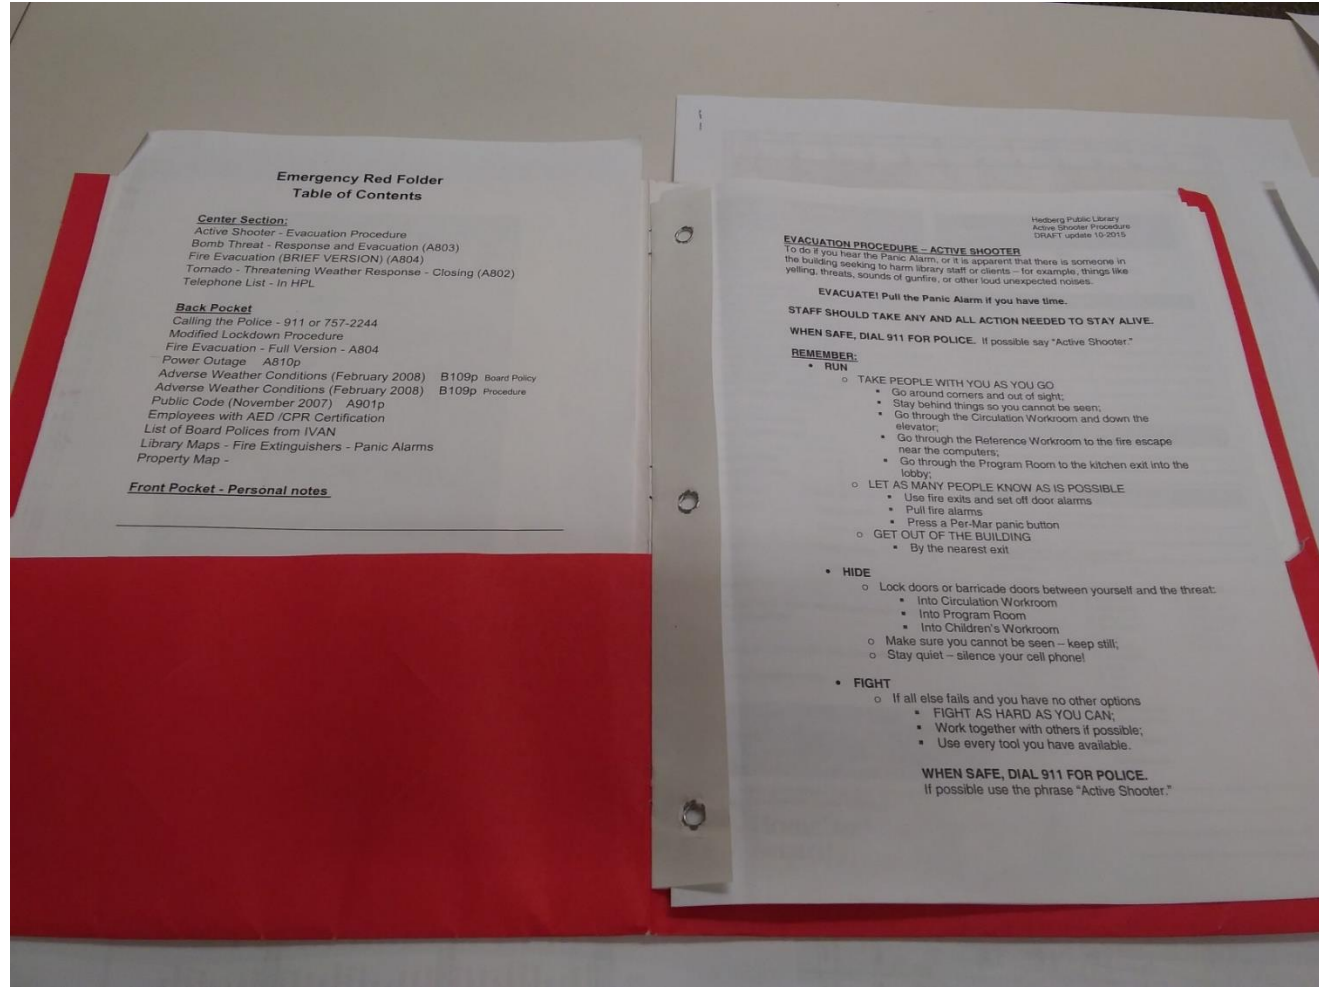 Emergency Red Folder
Table of Contents
Center Section:
Active Shooter - Evacuation Procedure
Bomb Threat - Response and Evacuation (A803)
Fire Evacuation (BRIEF VERSION) (A804)
Tornado - Threatening Weather Response - Closing (A802)
Telephone List - In HPL
Back Pocket
Calling the Police - 911 or 757-2244
Modified Lockdown Procedure
Fire Evacuation - Full Version - A804
Power Outage A810p
Adverse Weather Conditions (February 2008) B109p Board Policy
Adverse Weather Conditions (February 2008) B109p Procedure
Public Code (November 2007) A901p
Employees with AED /CPR Certification
List of Board Polices from IVAN
Library Maps - Fire Extinguishers - Panic Alarms
Property Map -
Front Pocket - Personal notes
Hedberg Public Library
Active Shooter Procedure
DRAFT update 10-2015
EVACUATION PROCEDURE – ACTIVE SHOOTER
To do if you hear the Panic Alarm, or it is apparent that there is someone in
the building seeking to harm library staff or clients – for example, things like
yelling, threats, sounds of gunfire, or other loud unexpected noises.
EVACUATE! Pull the Panic Alarm if you have time.
STAFF SHOULD TAKE ANY AND ALL ACTION NEEDED TO STAY ALIVE.
WHEN SAFE, DIAL 911 FOR POLICE. If possible say “Active Shooter.”
REMEMBER:
• RUN
o TAKE PEOPLE WITH YOU AS YOU GO
▪ Go around corners and out of sight;
▪ Stay behind things so you cannot be seen;
▪ Go through the Circulation Workroom and down the
elevator;
▪ Go through the Reference Workroom to the fire escape
near the computers;
▪ Go through the Program Room to the kitchen exit into the
lobby;
o LET AS MANY PEOPLE KNOW AS IS POSSIBLE
▪ Use fire exits and set off door alarms
▪ Pull fire alarms
▪ Press a Per-Mar panic button
o GET OUT OF THE BUILDING
▪ By the nearest exit
• HIDE
o Lock doors or barricade doors between yourself and the threat:
▪ Into Circulation Workroom
▪ Into Program Room
▪ Into Children's Workroom
o Make sure you cannot be seen – keep still;
o Stay quiet – silence your cell phone!
• FIGHT
o If all else fails and you have no other options
▪ FIGHT AS HARD AS YOU CAN;
▪ Work together with others if possible;
▪ Use every tool you have available.
WHEN SAFE, DIAL 911 FOR POLICE.
If possible use the phrase “Active Shooter.”